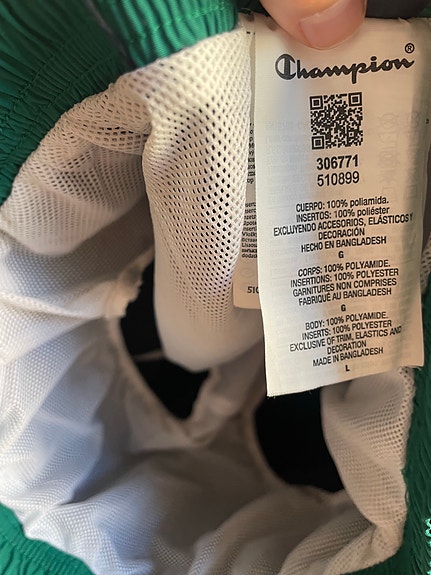 Champion®
306771
510899
CUERPO: 100% poliamida.
INSERTOS: 100% poliéster
EXCLUYENDO ACCESORIOS, ELÁSTICOS Y
DECORACIÓN
HECHO EN BANGLADESH
G
CORPS: 100% POLYAMIDE.
INSERTIONS: 100% POLYESTER
GARNITURES NON COMPRISES
FABRIQUÉ AU BANGLADESH
G
BODY: 100% POLYAMIDE.
INSERTS: 100% POLYESTER
EXCLUSIVE OF TRIM, ELASTICS AND
DECORATION
MADE IN BANGLADESH
L